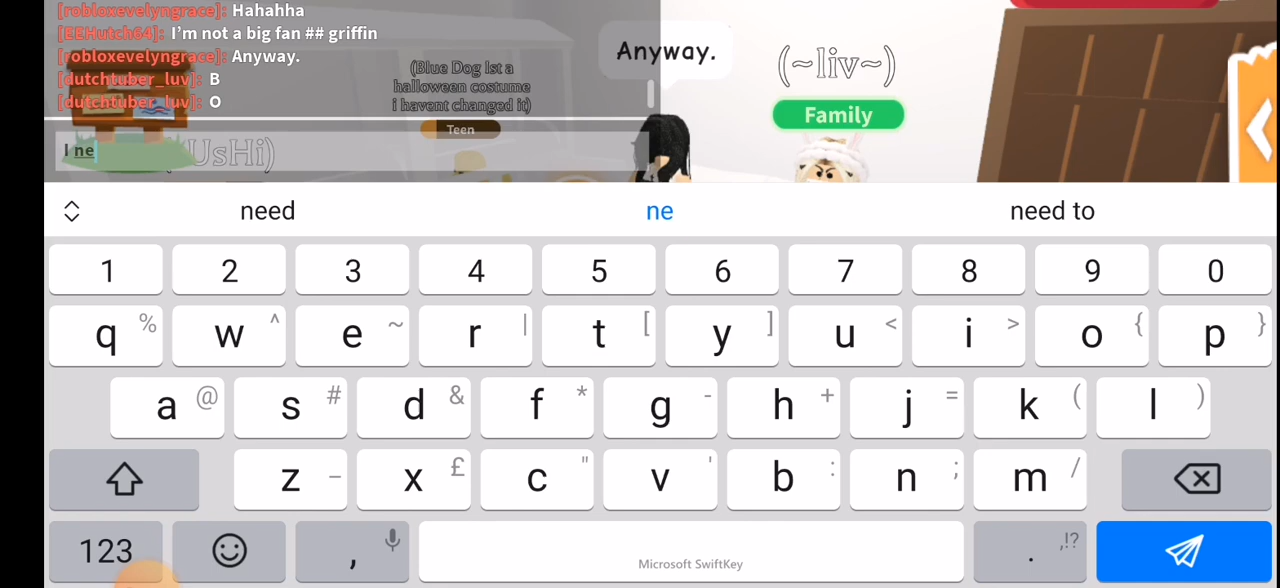 [robloxevelyngrace]: Hahahha
[EEHutch64]: I'm not a big fan ## griffin
[robloxevelyngrace]: Anyway.
[dutchtuber_luv]: B
[dutchtuber_luv]: O
I ne
UsHi)
(Blue Dog Ist a
halloween costume
i havent changed it)
Teen
Anyway.
(~liv~)
Family
need
ne
need to
1 2 3 4 5 6 7 8 9 0
q % w ^ e ~ r | t [ y ] u < i > o { p }
a @ s # d & f * g - h + j = k ( l )
z _ x £ c " v ' b : n ; m /
123 , Microsoft SwiftKey . ,!?